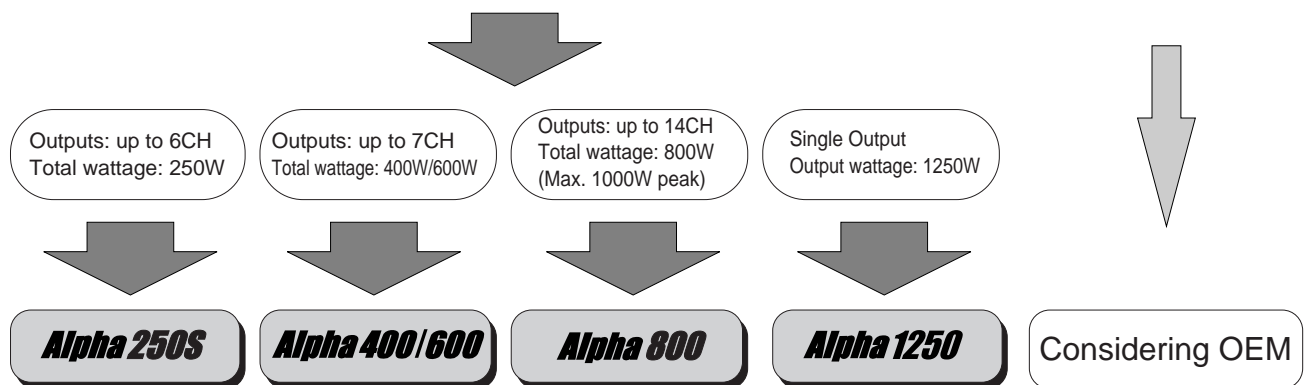 Outputs: up to 6CH
Total wattage: 250W
Outputs: up to 7CH
Total wattage: 400W/600W
Outputs: up to 14CH
Total wattage: 800W
(Max. 1000W peak)
Single Output
Output wattage: 1250W
Alpha 250S
Alpha 400/600
Alpha 800
Alpha 1250
Considering OEM